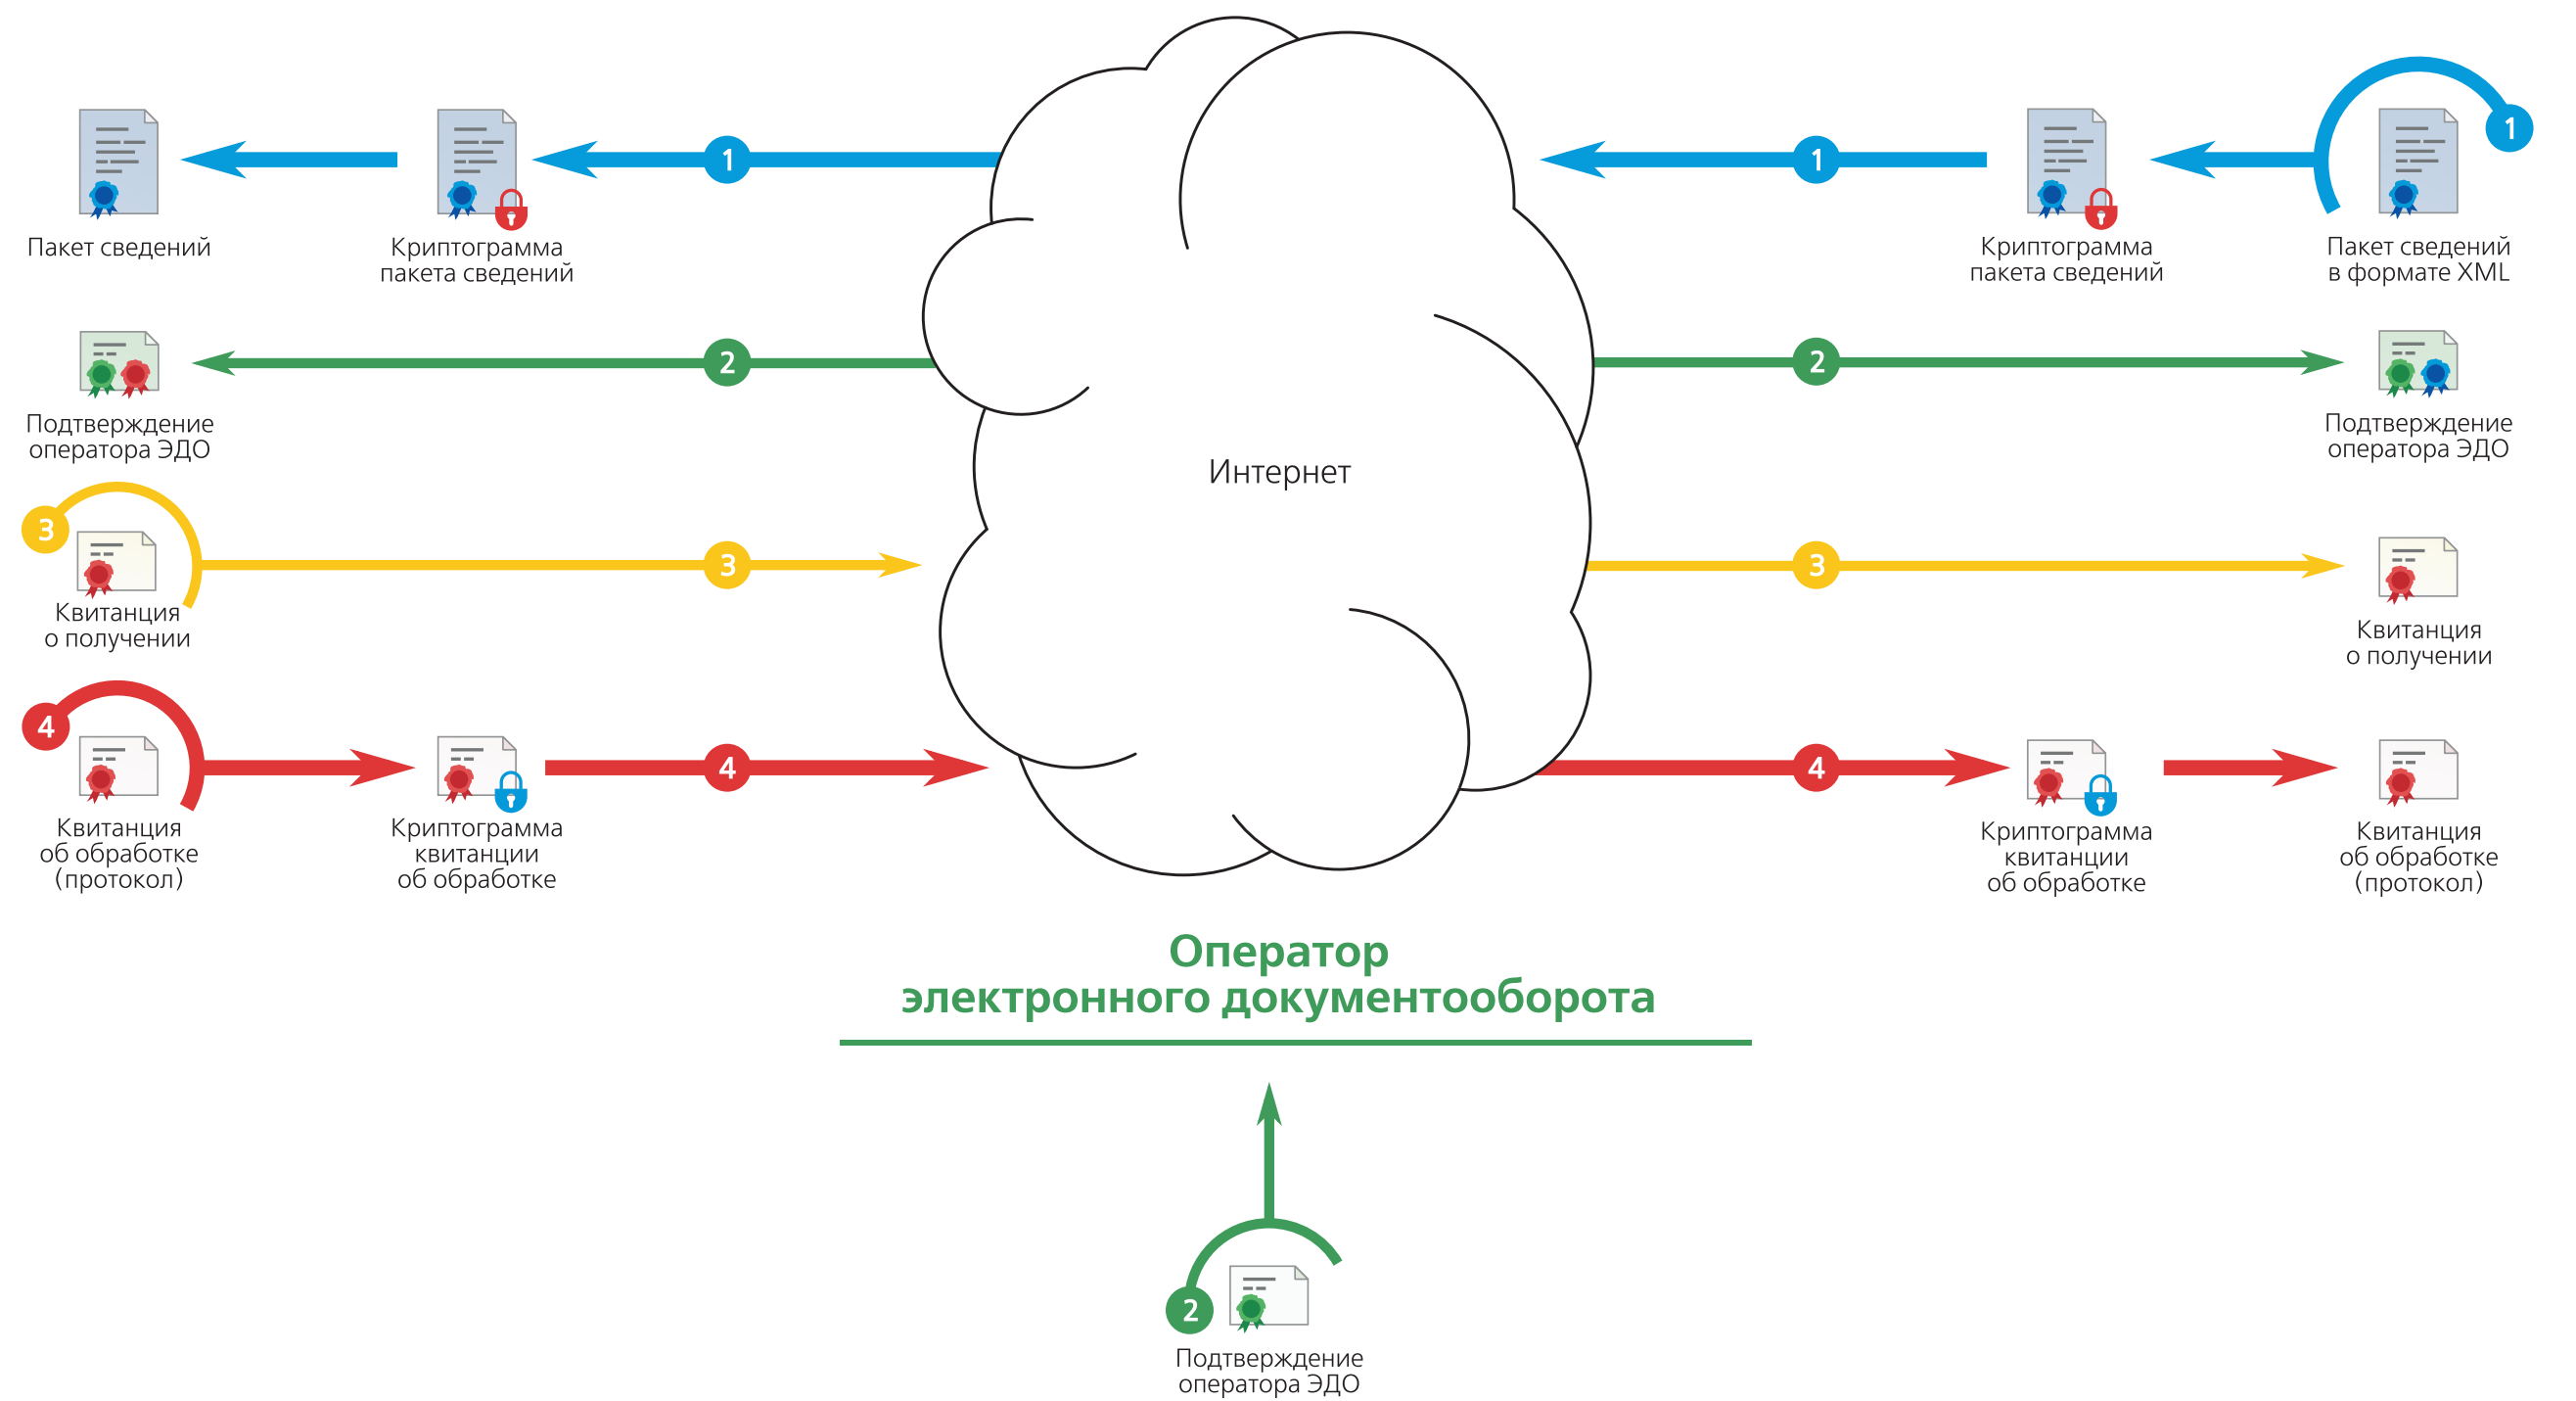 1
1
1
Пакет сведений
Криптограмма
пакета сведений
Криптограмма
пакета сведений
Пакет сведений
в формате XML
2
2
Подтверждение
оператора ЭДО
Интернет
Подтверждение
оператора ЭДО
3
3
3
Квитанция
о получении
Квитанция
о получении
4
4
4
Квитанция
об обработке
(протокол)
Криптограмма
квитанции
об обработке
Криптограмма
квитанции
об обработке
Квитанция
об обработке
(протокол)
Оператор
электронного документооборота
2
Подтверждение
оператора ЭДО